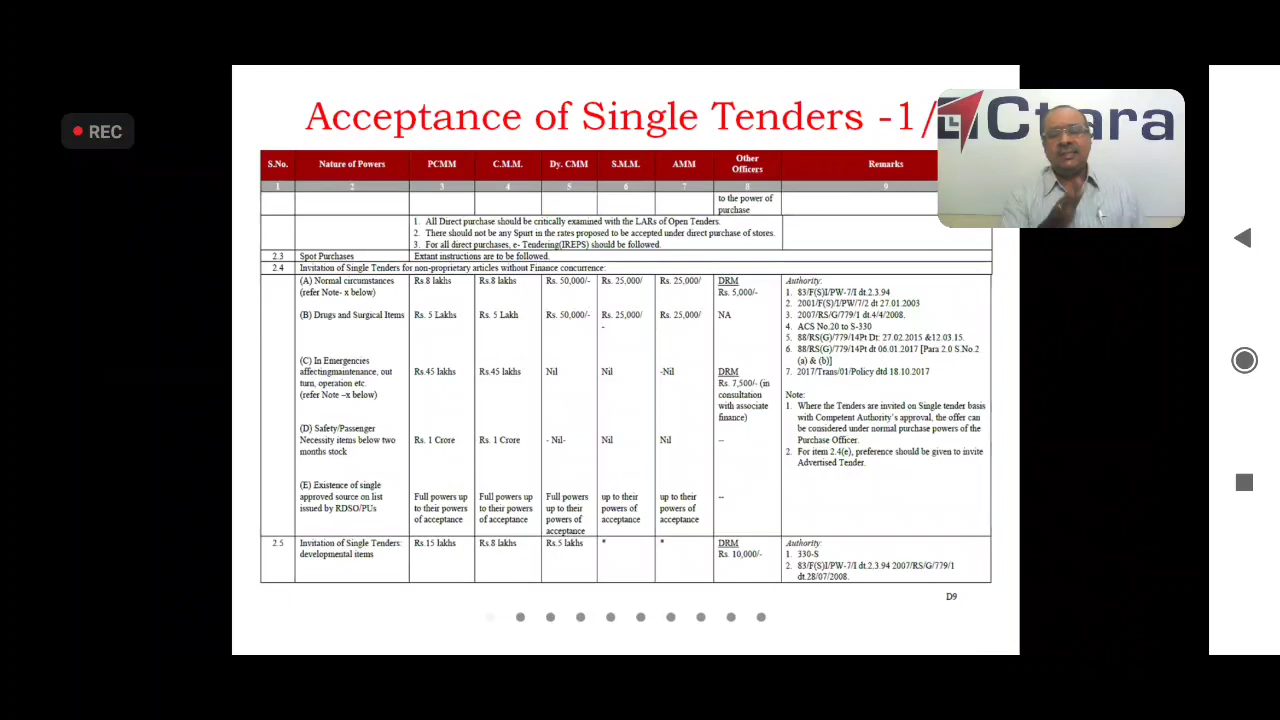 REC
Acceptance of Single Tenders -1/
Ctara
S.No. Nature of Powers PCMM C.M.M. Dy. CMM S.M.M. AMM Other Officers Remarks
1 2 3 4 5 6 7 8 9
to the power of
purchase
1. All Direct purchase should be critically examined with the LARs of Open Tenders.
2. There should not be any Spurt in the rates proposed to be accepted under direct purchase of stores.
3. For all direct purchases, e- Tendering(IREPS) should be followed.
2.3 Spot Purchases Extant instructions are to be followed.
2.4 Invitation of Single Tenders for non-proprietary articles without Finance concurrence:
(A) Normal circumstances Rs.8 lakhs Rs.8 lakhs Rs. 50,000/- Rs. 25,000/ Rs. 25,000/ DRM
(refer Note- x below) Rs. 5,000/-
(B) Drugs and Surgical Items Rs. 5 Lakhs Rs. 5 Lakh Rs. 50,000/- Rs. 25,000/ Rs. 25,000/ NA
-
(C) In Emergencies
affectingmaintenance, out Rs.45 lakhs Rs.45 lakhs Nil Nil -Nil DRM
turn, operation etc. Rs. 7,500/- (in
(refer Note –x below) consultation
with associate
finance)
(D) Safety/Passenger
Necessity items below two Rs. 1 Crore Rs. 1 Crore - Nil- Nil Nil --
months stock
(E) Existence of single
approved source on list Full powers up Full powers up Full powers up to their up to their --
issued by RDSO/PUs to their powers to their powers up to their powers of powers of
of acceptance of acceptance powers of acceptance acceptance
acceptance
Authority:
1. 83/F(S)I/PW-7/I dt.2.3.94
2. 2001/F(S)I/PW/7/2 dt 27.01.2003
3. 2007/RS/G/779/1 dt.4/4/2008.
4. ACS No.20 to S-330
5. 88/RS(G)/779/14Pt Dt: 27.02.2015 &12.03.15.
6. 88/RS(G)/779/14Pt dt 06.01.2017 [Para 2.0 S.No.2
(a) & (b)]
7. 2017/Trans/01/Policy dtd 18.10.2017
Note:
1. Where the Tenders are invited on Single tender basis
with Competent Authority's approval, the offer can
be considered under normal purchase powers of the
Purchase Officer.
2. For item 2.4(e), preference should be given to invite
Advertised Tender.
2.5 Invitation of Single Tenders: Rs.15 lakhs Rs.8 lakhs Rs.5 lakhs * * DRM
developmental items Rs. 10,000/-
Authority:
1. 330-S
2. 83/F(S)I/PW-7/I dt.2.3.94 2007/RS/G/779/1
dt.28/07/2008.
D9